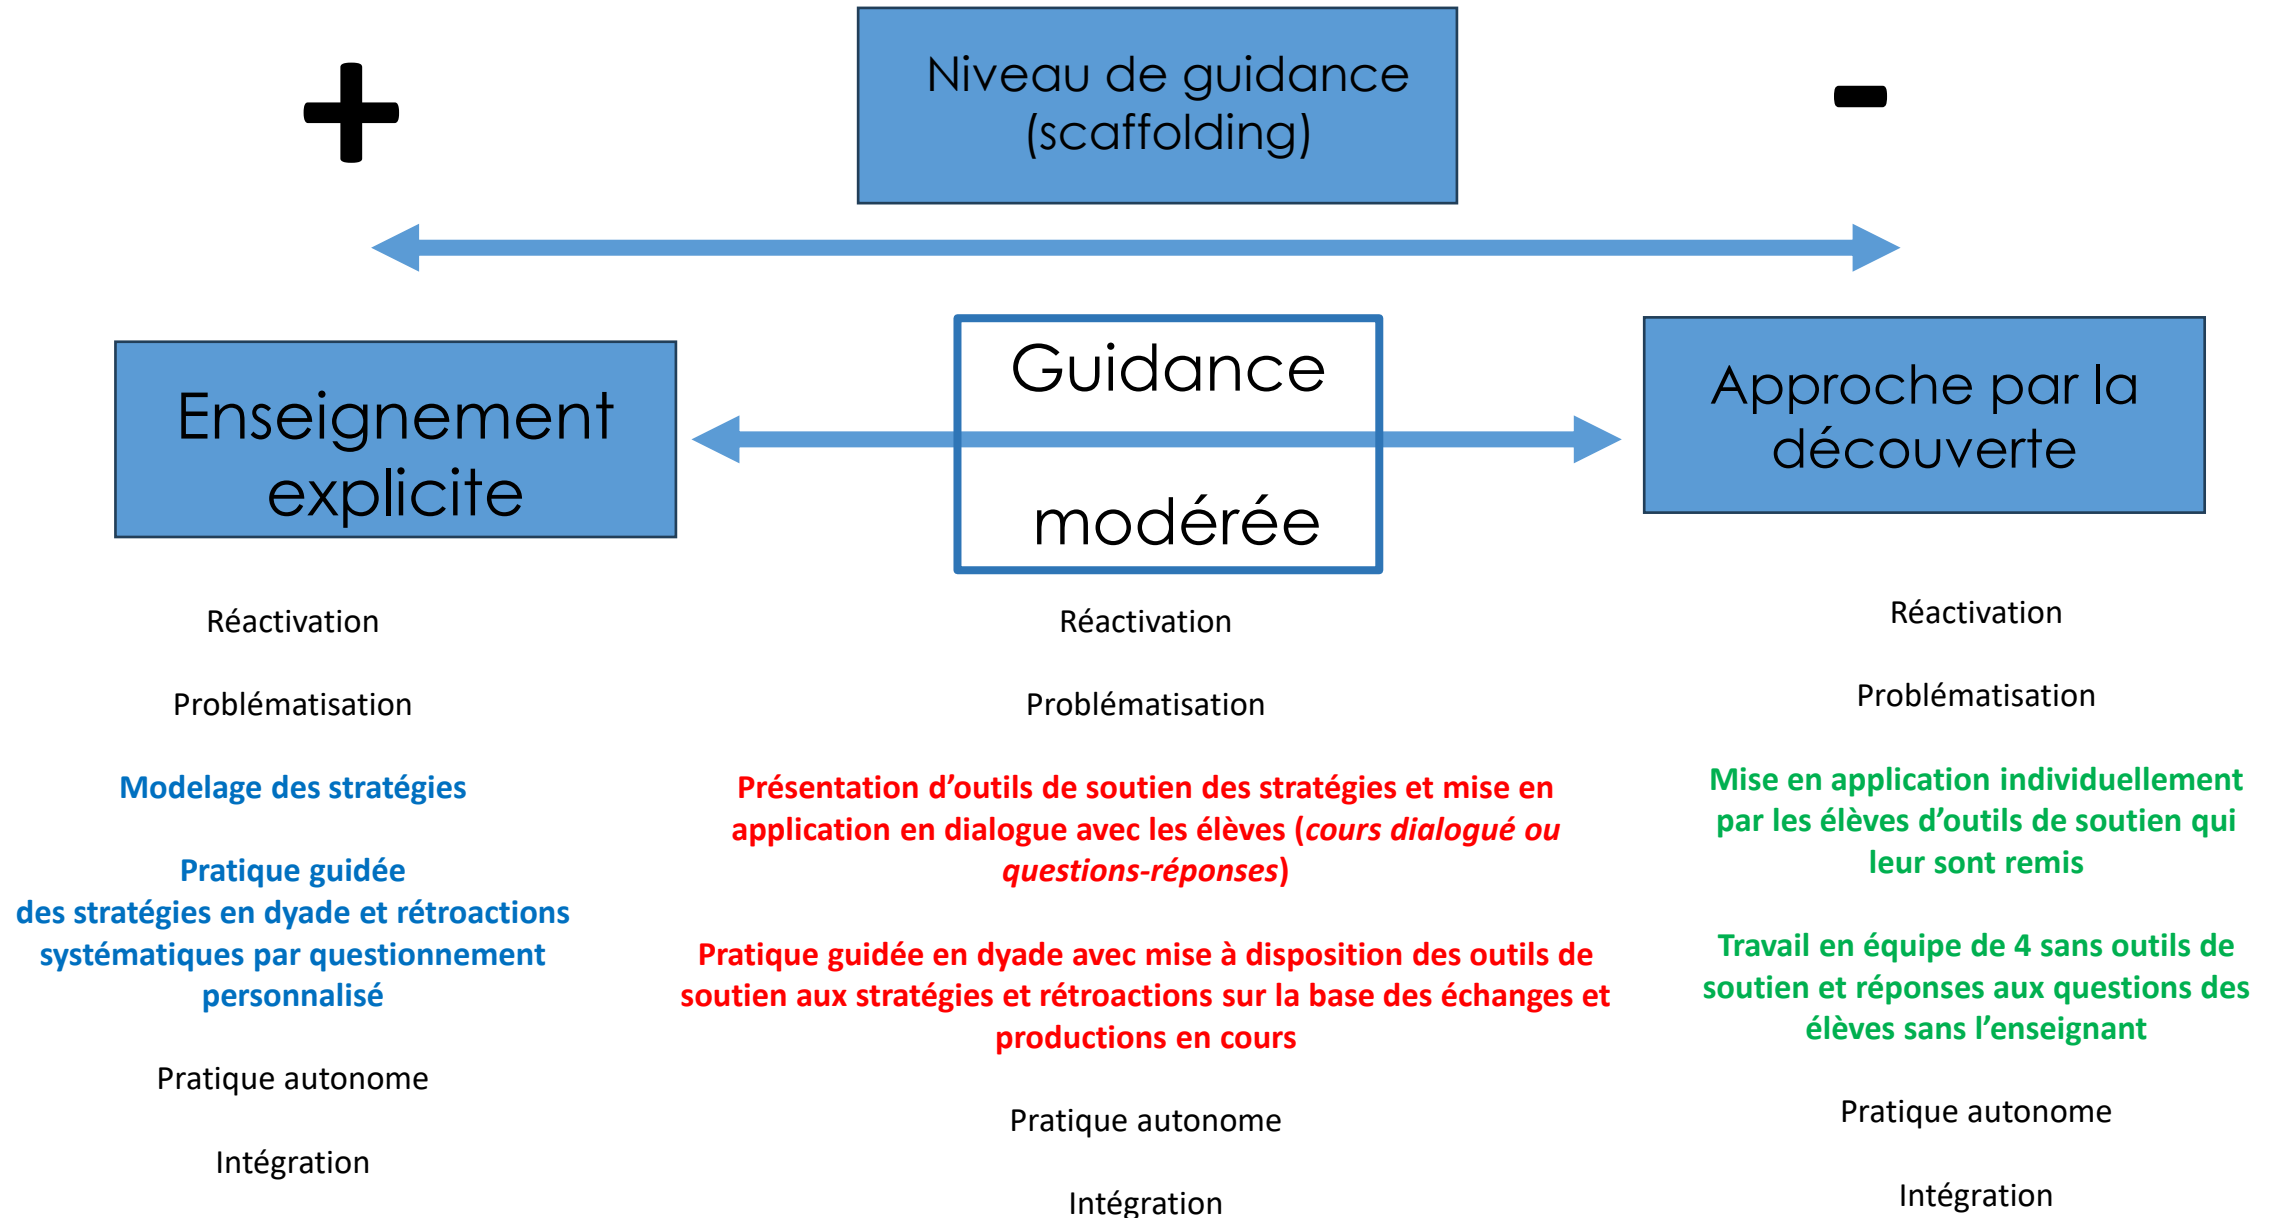 +
Niveau de guidance
(scaffolding)
-
Enseignement
explicite
Guidance
modérée
Approche par la
découverte
Réactivation
Problématisation
Modelage des stratégies
Pratique guidée
des stratégies en dyade et rétroactions
systématiques par questionnement
personnalisé
Pratique autonome
Intégration
Réactivation
Problématisation
Présentation d’outils de soutien des stratégies et mise en
application en dialogue avec les élèves (cours dialogué ou
questions-réponses)
Pratique guidée en dyade avec mise à disposition des outils de
soutien aux stratégies et rétroactions sur la base des échanges et
productions en cours
Pratique autonome
Intégration
Réactivation
Problématisation
Mise en application individuellement
par les élèves d’outils de soutien qui
leur sont remis
Travail en équipe de 4 sans outils de
soutien et réponses aux questions des
élèves sans l’enseignant
Pratique autonome
Intégration